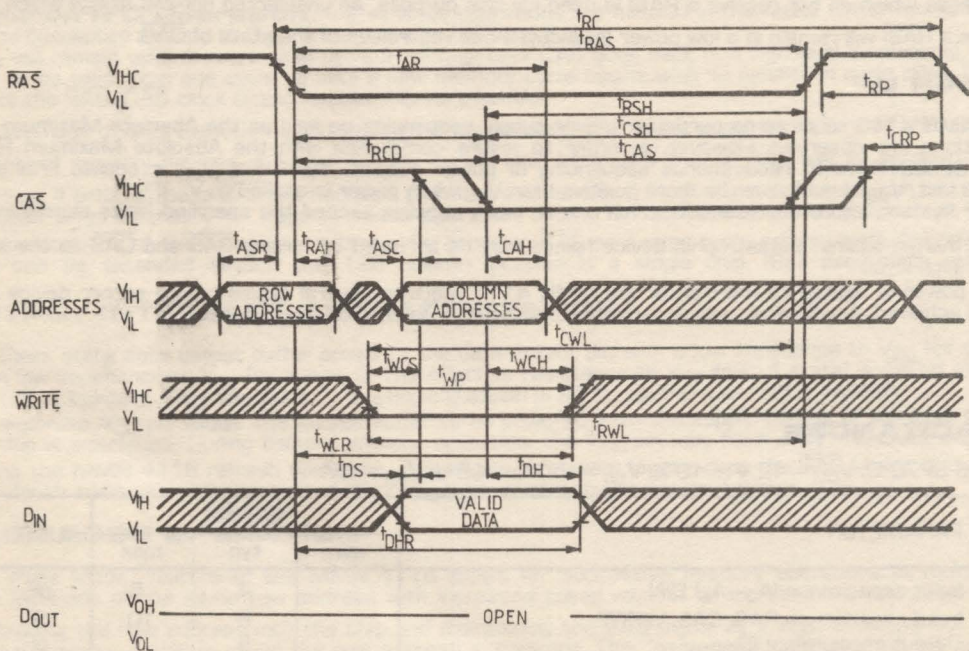 tRC
tRAS
tAR
RAS
VIHC
VIL
tRP
tRSH
tCSH
tRCD
tCAS
tCRP
CAS
VIHC
VIL
tASR
tRAH
tASC
tCAH
ADDRESSES
VIH
VIL
ROW
ADDRESSES
COLUMN
ADDRESSES
tCWL
tWCS
tWCH
tWP
WRITE
VIHC
VIL
tRWL
tWCR
tDS
tDH
DIN
VIH
VIL
VALID
DATA
tDHR
DOUT
VOH
VOL
OPEN